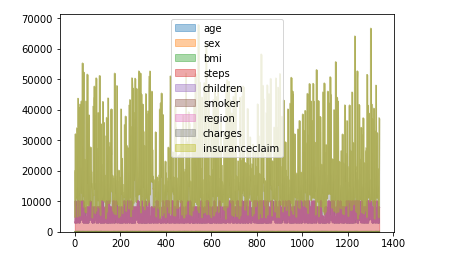 70000
60000
50000
40000
30000
20000
10000
0
age
sex
bmi
steps
children
smoker
region
charges
insuranceclaim
0 200 400 600 800 1000 1200 1400